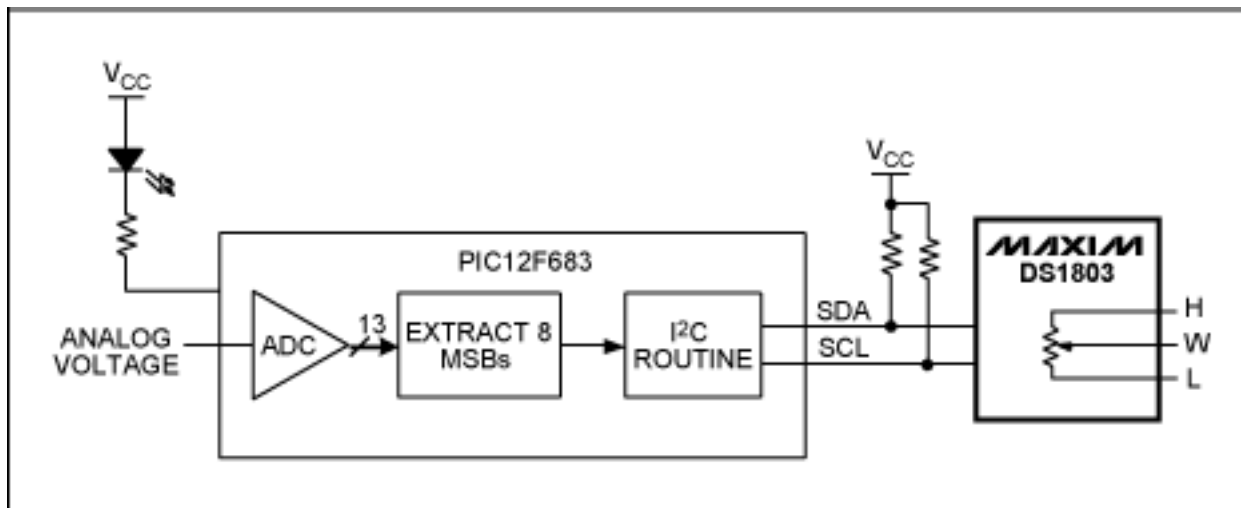 VCC
VCC
PIC12F683
MAXIM
DS1803
ANALOG
VOLTAGE
ADC
13
EXTRACT 8
MSBs
I²C
ROUTINE
SDA
SCL
H
W
L